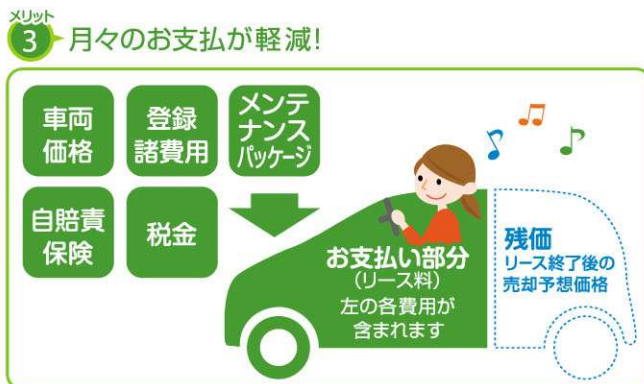 メリット
3
月々のお支払が軽減!
車両
価格
登録
諸費用
メンテ
ナンス
パッケージ
自賠責
保険
税金
お支払い部分
(リース料)
左の各費用が
含まれます
残価
リース終了後の
売却予想価格